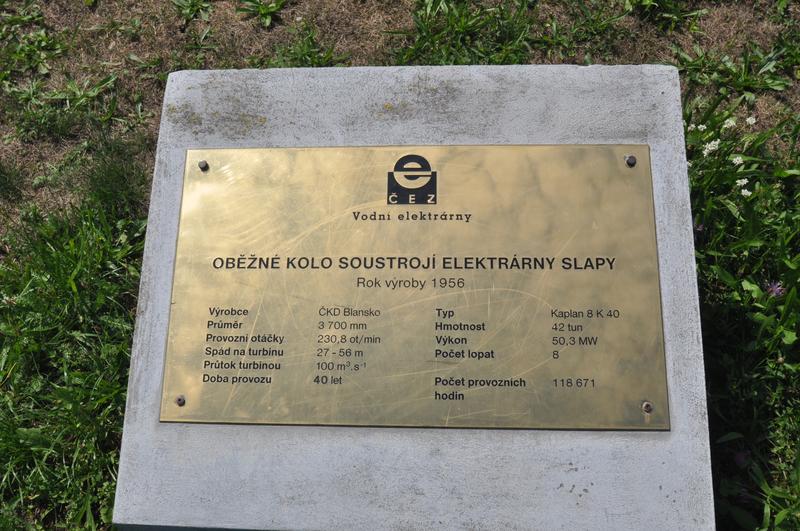 e
ČEZ
Vodní elektrárny
OBĚŽNÉ KOLO SOUSTROJÍ ELEKTRÁRNY SLAPY
Rok výroby 1956
Výrobce ČKD Blansko Typ Kaplan 8 K 40
Průměr 3 700 mm Hmotnost 42 tun
Provozní otáčky 230,8 ot/min Výkon 50,3 MW
Spád na turbínu 27 - 56 m Počet lopat 8
Průtok turbínou 100 m³.s⁻¹
Doba provozu 40 let Počet provozních 118 671
hodin